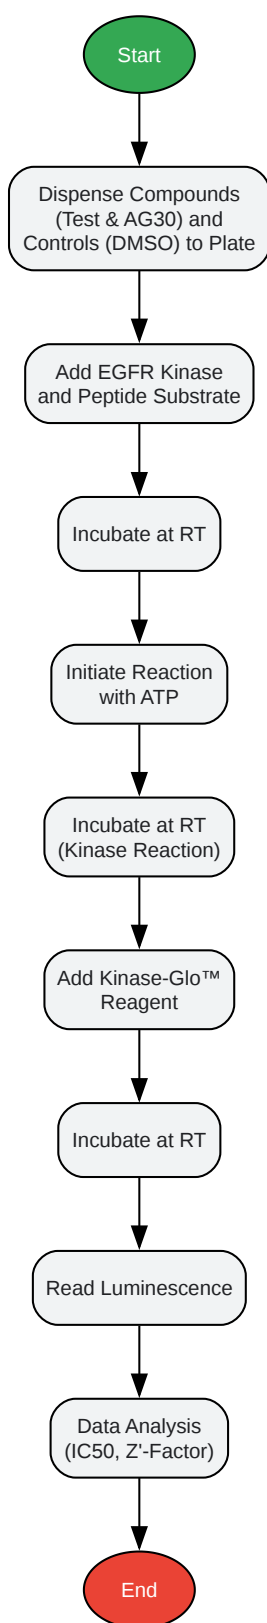 Start
Dispense Compounds
(Test & AG30) and
Controls (DMSO) to Plate
Add EGFR Kinase
and Peptide Substrate
Incubate at RT
Initiate Reaction
with ATP
Incubate at RT
(Kinase Reaction)
Add Kinase-Glo™
Reagent
Incubate at RT
Read Luminescence
Data Analysis
(IC50, Z'-Factor)
End